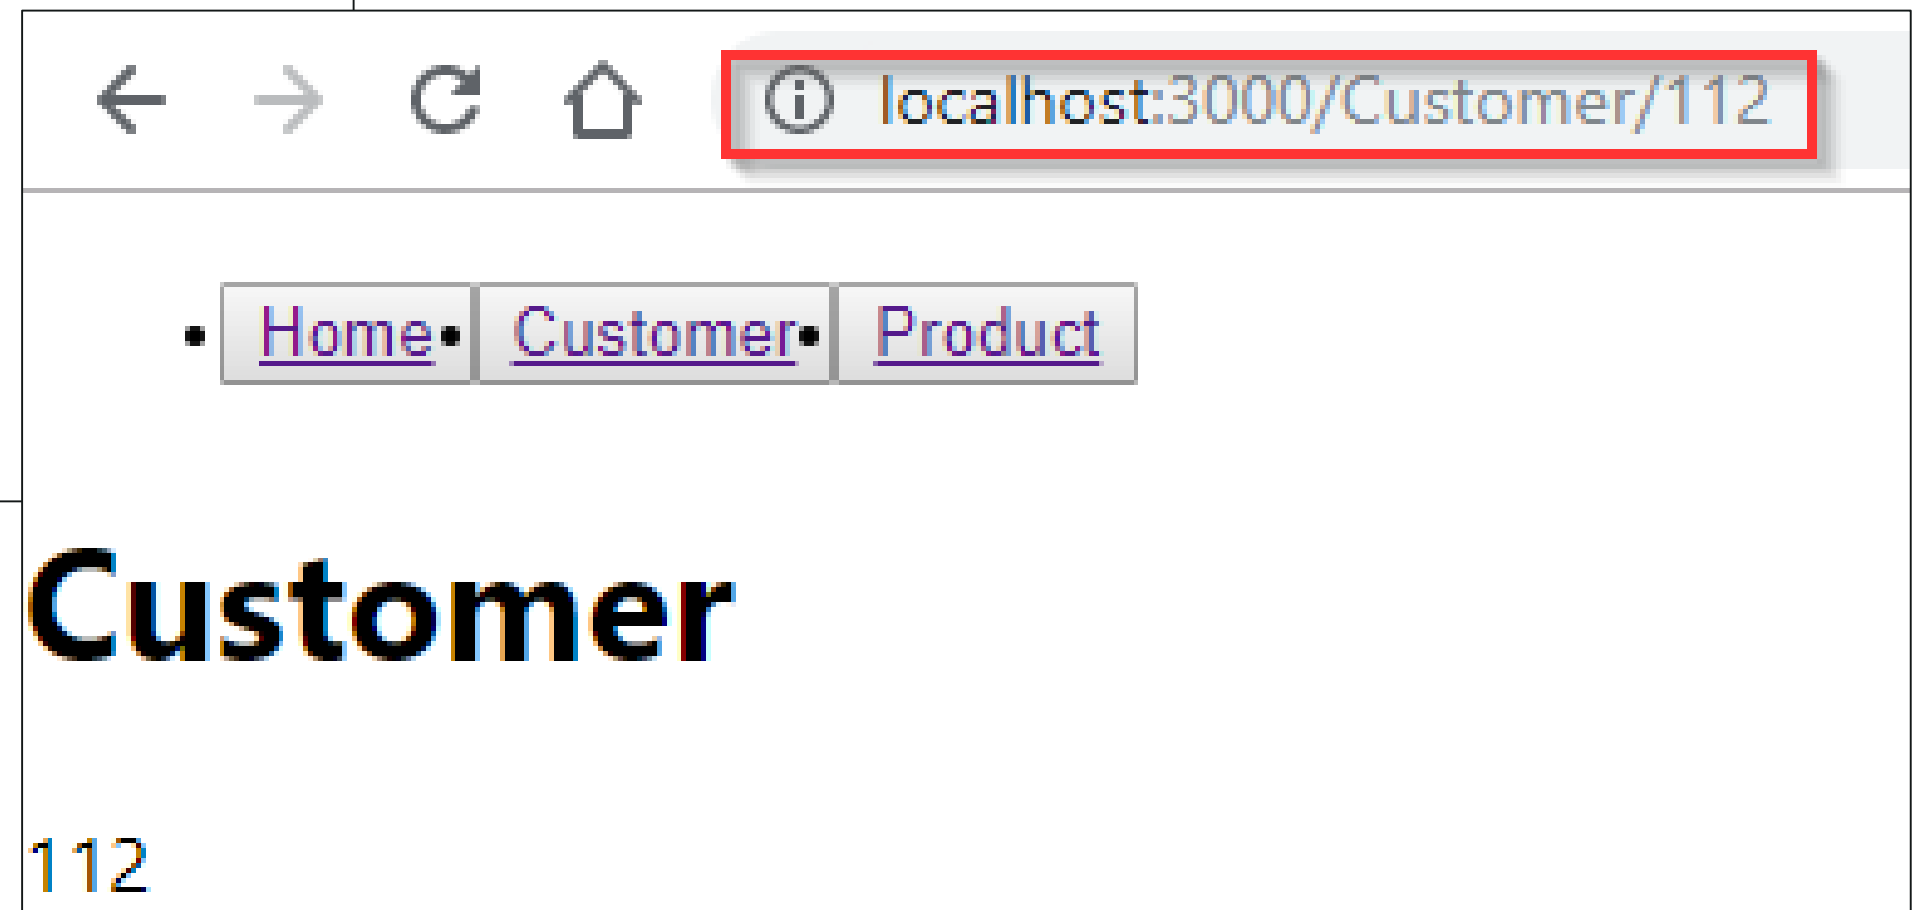 localhost:3000/Customer/112
• Home • Customer • Product
Customer
112